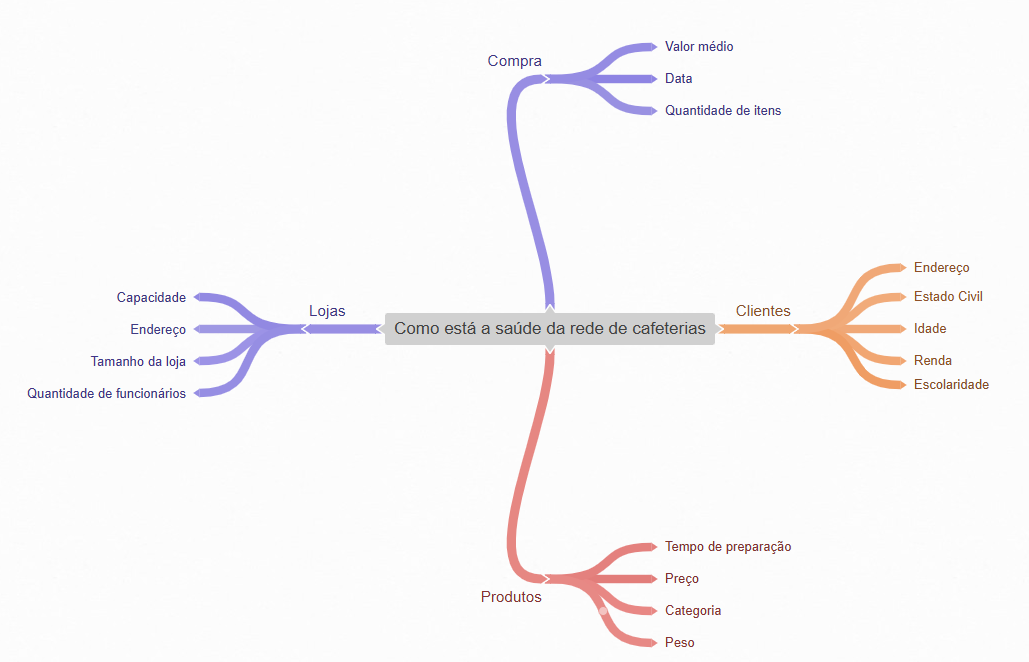 Compra
Valor médio
Data
Quantidade de itens
Lojas
Capacidade
Endereço
Tamanho da loja
Quantidade de funcionários
Como está a saúde da rede de cafeterias
Clientes
Endereço
Estado Civil
Idade
Renda
Escolaridade
Produtos
Tempo de preparação
Preço
Categoria
Peso